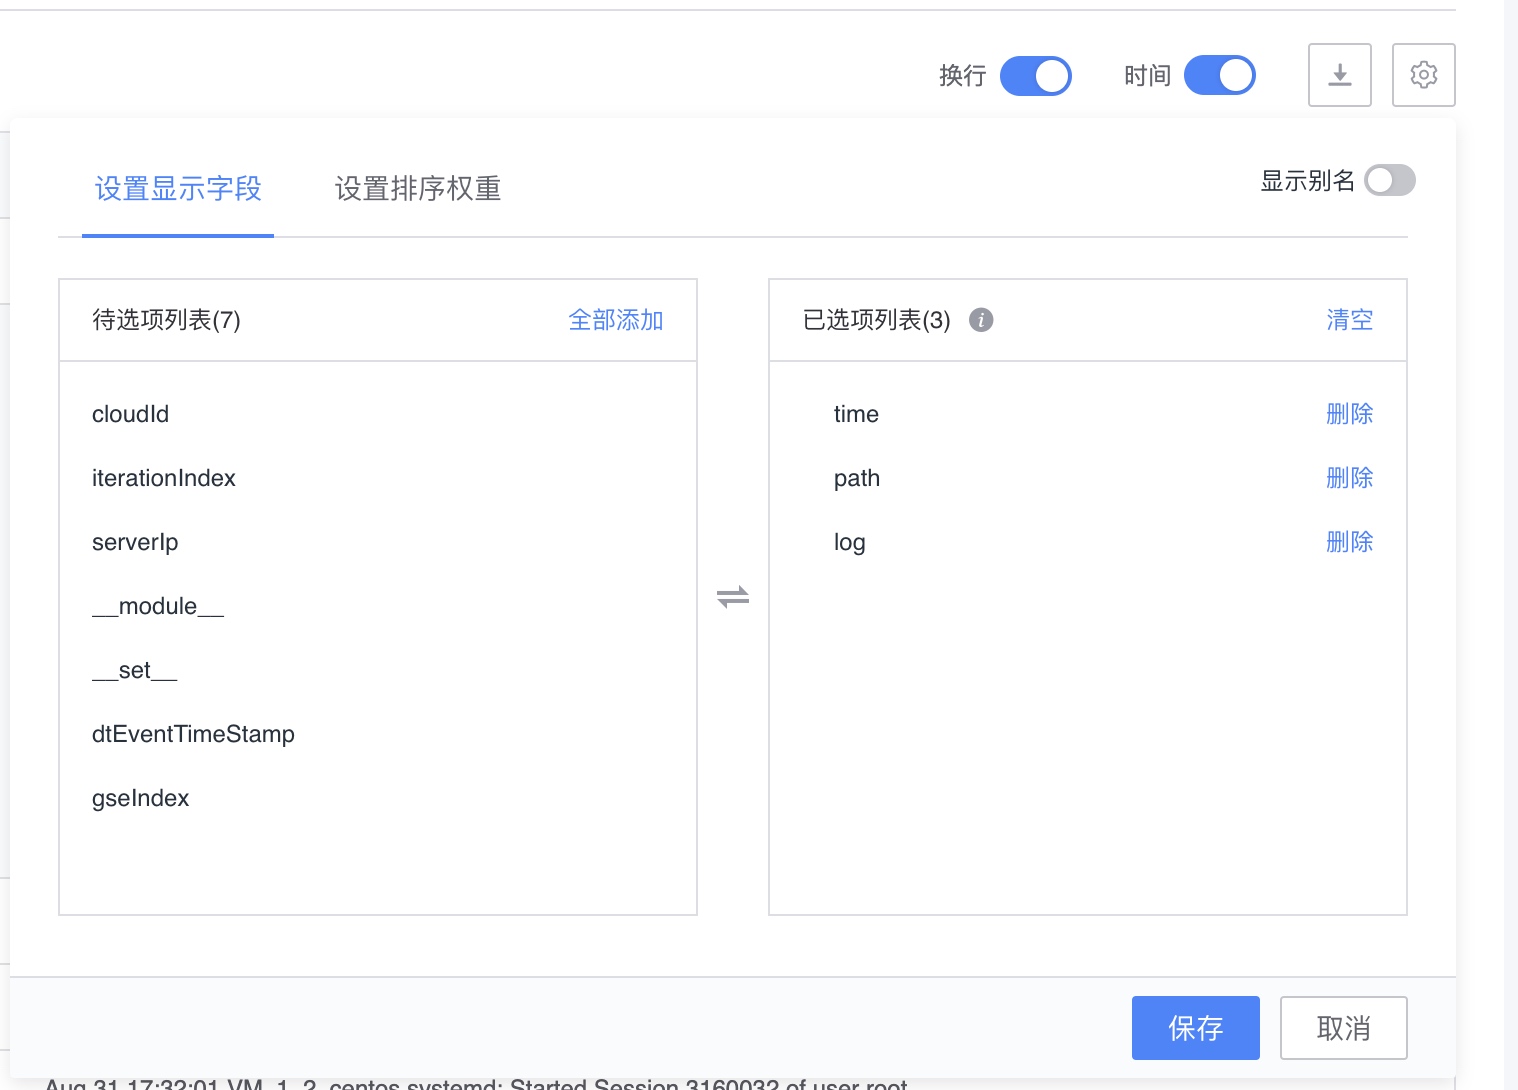 换行 时间
设置显示字段 设置排序权重 显示别名
待选项列表(7) 全部添加
cloudId
iterationIndex
serverIp
__module__
__set__
dtEventTimeStamp
gseIndex
已选项列表(3) i 清空
time 删除
path 删除
log 删除
保存 取消
Aug 31 17:32:01 VM_1_2_centos systemd: Started Session 3160032 of user root